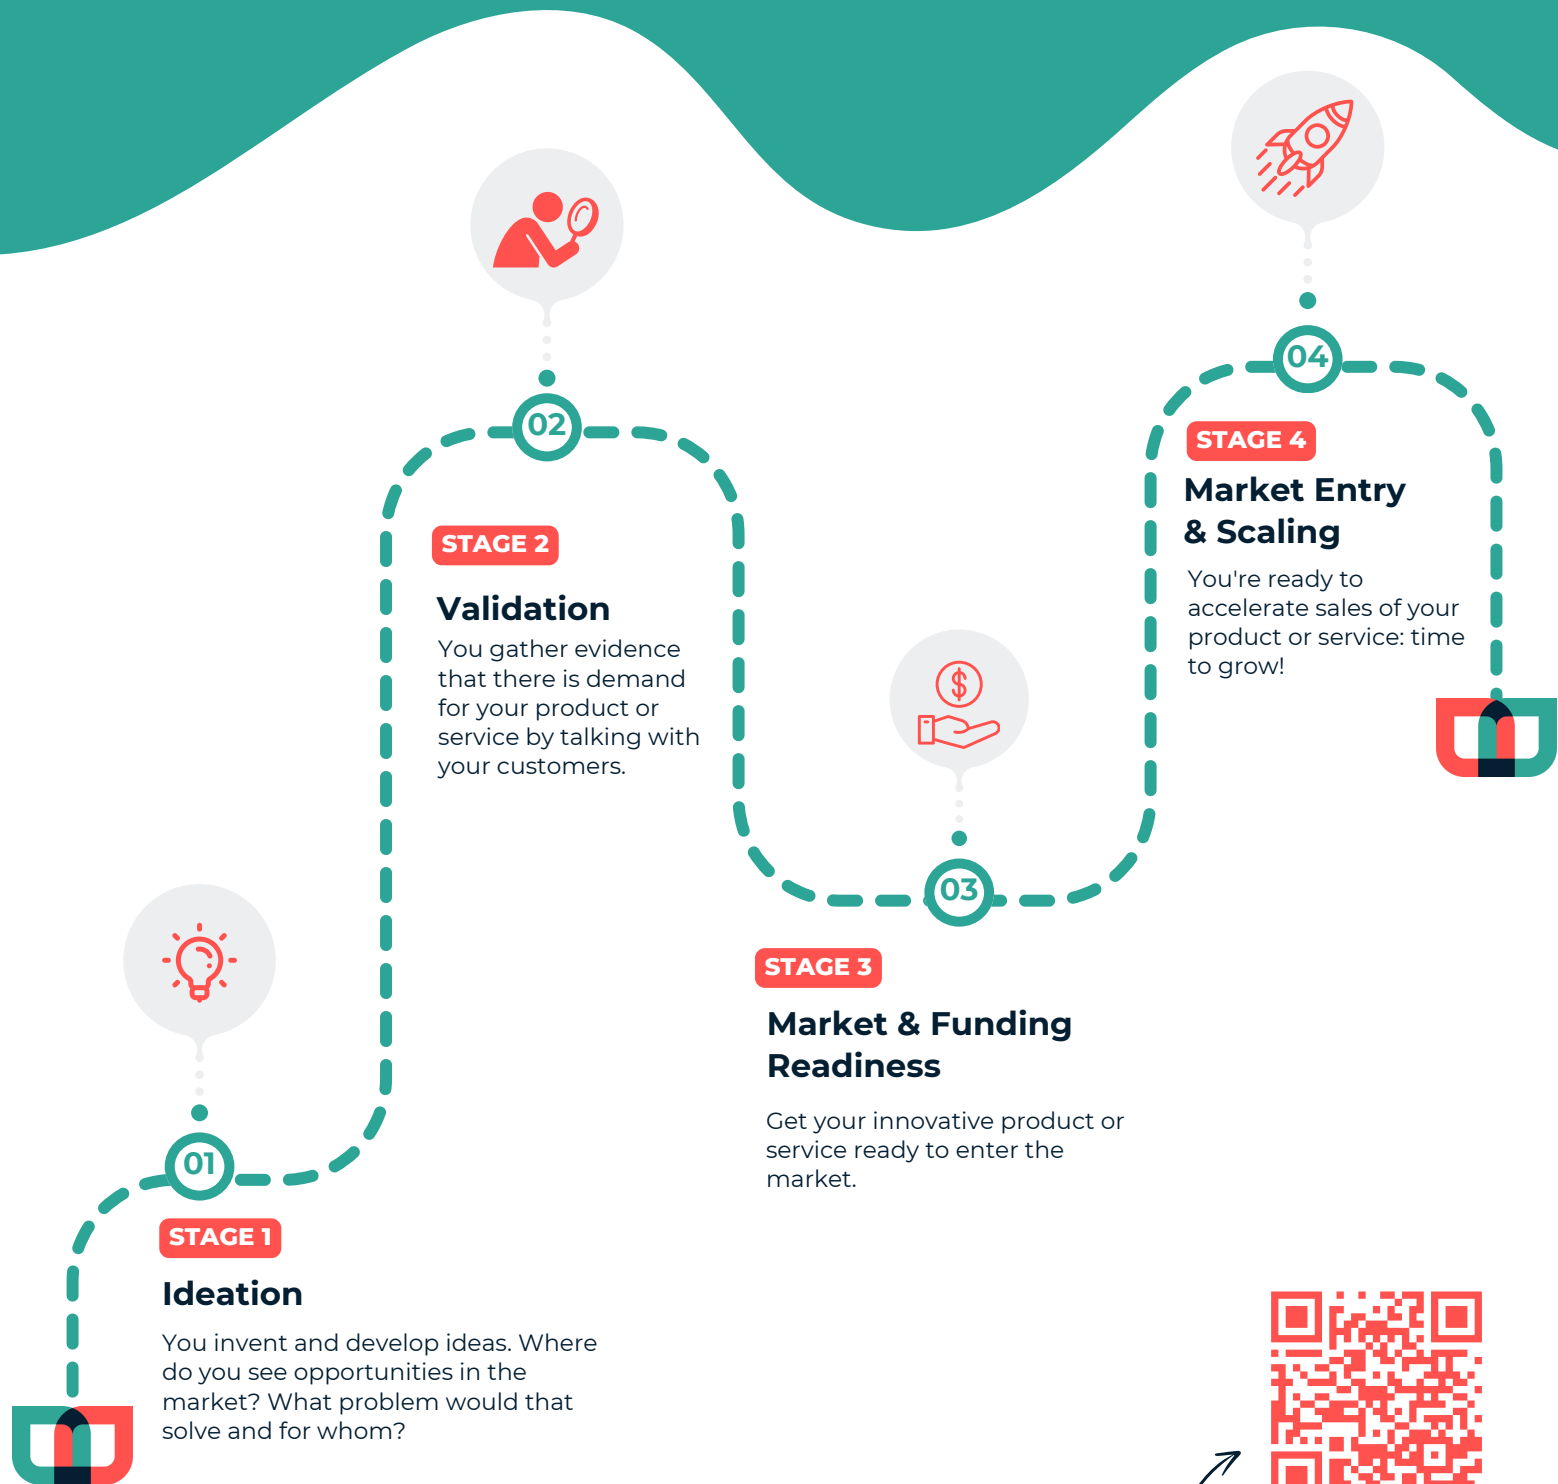 01
STAGE 1
Ideation
You invent and develop ideas. Where
do you see opportunities in the
market? What problem would that
solve and for whom?
02
STAGE 2
Validation
You gather evidence
that there is demand
for your product or
service by talking with
your customers.
03
STAGE 3
Market & Funding
Readiness
Get your innovative product or
service ready to enter the
market.
04
STAGE 4
Market Entry
& Scaling
You're ready to
accelerate sales of your
product or service: time
to grow!